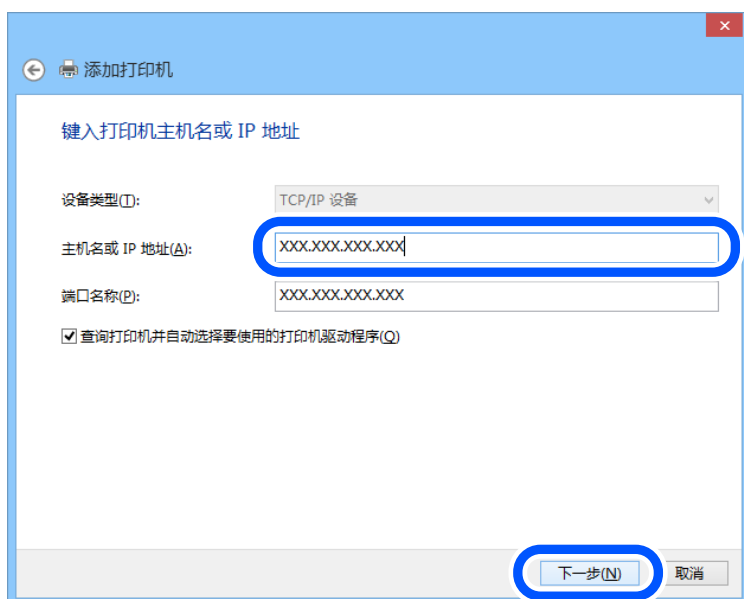 添加打印机
键入打印机主机名或 IP 地址
设备类型(T): TCP/IP 设备
主机名或 IP 地址(A): XXX.XXX.XXX.XXX
端口名称(P): XXX.XXX.XXX.XXX
查询打印机并自动选择要使用的打印机驱动程序(Q)
下一步(N) 取消